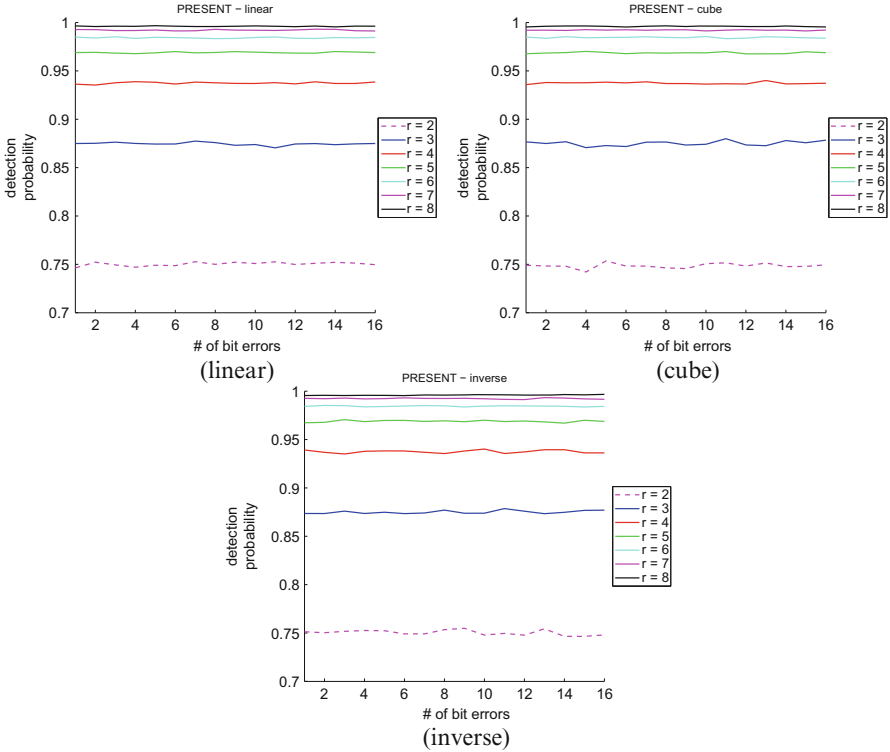 PRESENT – linear
1
0.95
0.9
0.85
0.8
0.75
0.7
detection
probability
2 4 6 8 10 12 14 16
# of bit errors
r = 2
r = 3
r = 4
r = 5
r = 6
r = 7
r = 8
(linear)
PRESENT – cube
1
0.95
0.9
0.85
0.8
0.75
0.7
detection
probability
2 4 6 8 10 12 14 16
# of bit errors
r = 2
r = 3
r = 4
r = 5
r = 6
r = 7
r = 8
(cube)
PRESENT – inverse
1
0.95
0.9
0.85
0.8
0.75
0.7
detection
probability
2 4 6 8 10 12 14 16
# of bit errors
r = 2
r = 3
r = 4
r = 5
r = 6
r = 7
r = 8
(inverse)